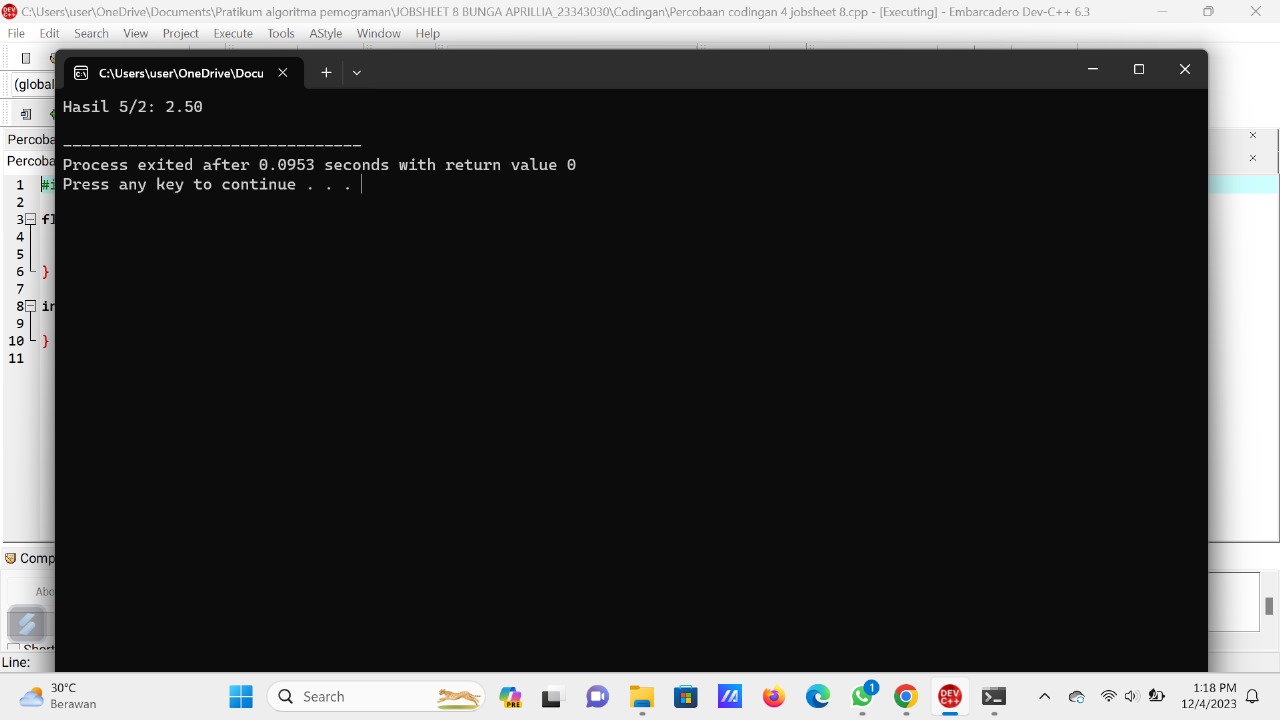 C:\Users\user\OneDrive\Documents\Pratikum algoritma pemograman\JOBSHEET 8 BUNGA APRILLIA_23343030\Codingan\Percoban codingan 4 jobsheet 8.cpp - [Executing] - Embarcadero Dev-C++ 6.3
File Edit Search View Project Execute Tools AStyle Window Help
C:\Users\user\OneDrive\Docu
(global
Hasil 5/2: 2.50
Percoba
--------------------------------
Percoba
Process exited after 0.0953 seconds with return value 0
1 #i
Press any key to continue . . .
2
3 fl
4
5
6 }
7
8 in
9
10 }
11
Comp
Abo
Short
Line:
30°C
Berawan
Search
PRE
1
DEV C++
1:18 PM
12/4/2023